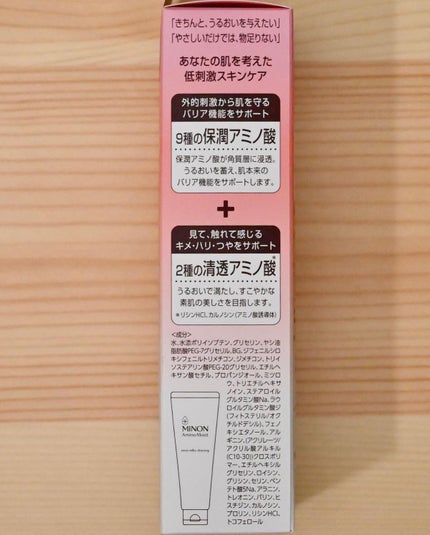 「きちんと、うるおいを与えたい」
「やさしいだけでは、物足りない」
あなたの肌を考えた
低刺激スキンケア
外的刺激から肌を守る
バリア機能をサポート
9種の保潤アミノ酸
保潤アミノ酸が角質層に浸透。
うるおいを蓄え、肌本来の
バリア機能をサポートします。
+
見て、触れて感じる
キメ・ハリ・つやをサポート
2種の清透アミノ酸*
うるおいで満たし、すこやかな
素肌の美しさを目指します。
*リシンHCl、カルノシン(アミノ酸誘導体)
<成分>
水、水添ポリイソブテン、グリセリン、ヤシ油
脂肪酸PEG-7グリセリル、BG、ジフェニルシロ
キシフェニルトリメチコン、ジメチコン、トリイ
ソステアリン酸PEG-20グリセリル、エチルヘ
キサン酸セチル、プロパンジオール、ミツロ
ウ、トリエチルヘキサ
ノイン、ステアロイル
グルタミン酸Na、ラウ
ロイルグルタミン酸ジ
(フィトステリル/オク
チルドデシル)、フェノ
キシエタノール、アル
ギニン、(アクリレーツ/
アクリル酸アルキル
(C10-30))クロスポリ
マー、エチルヘキシル
グリセリン、ロイシン、
グリシン、セリン、ペン
テト酸5Na、アラニン、
トレオニン、バリン、ヒ
スチジン、カルノシン、
プロリン、リシンHCl、
トコフェロール
MINON
Amino Moist